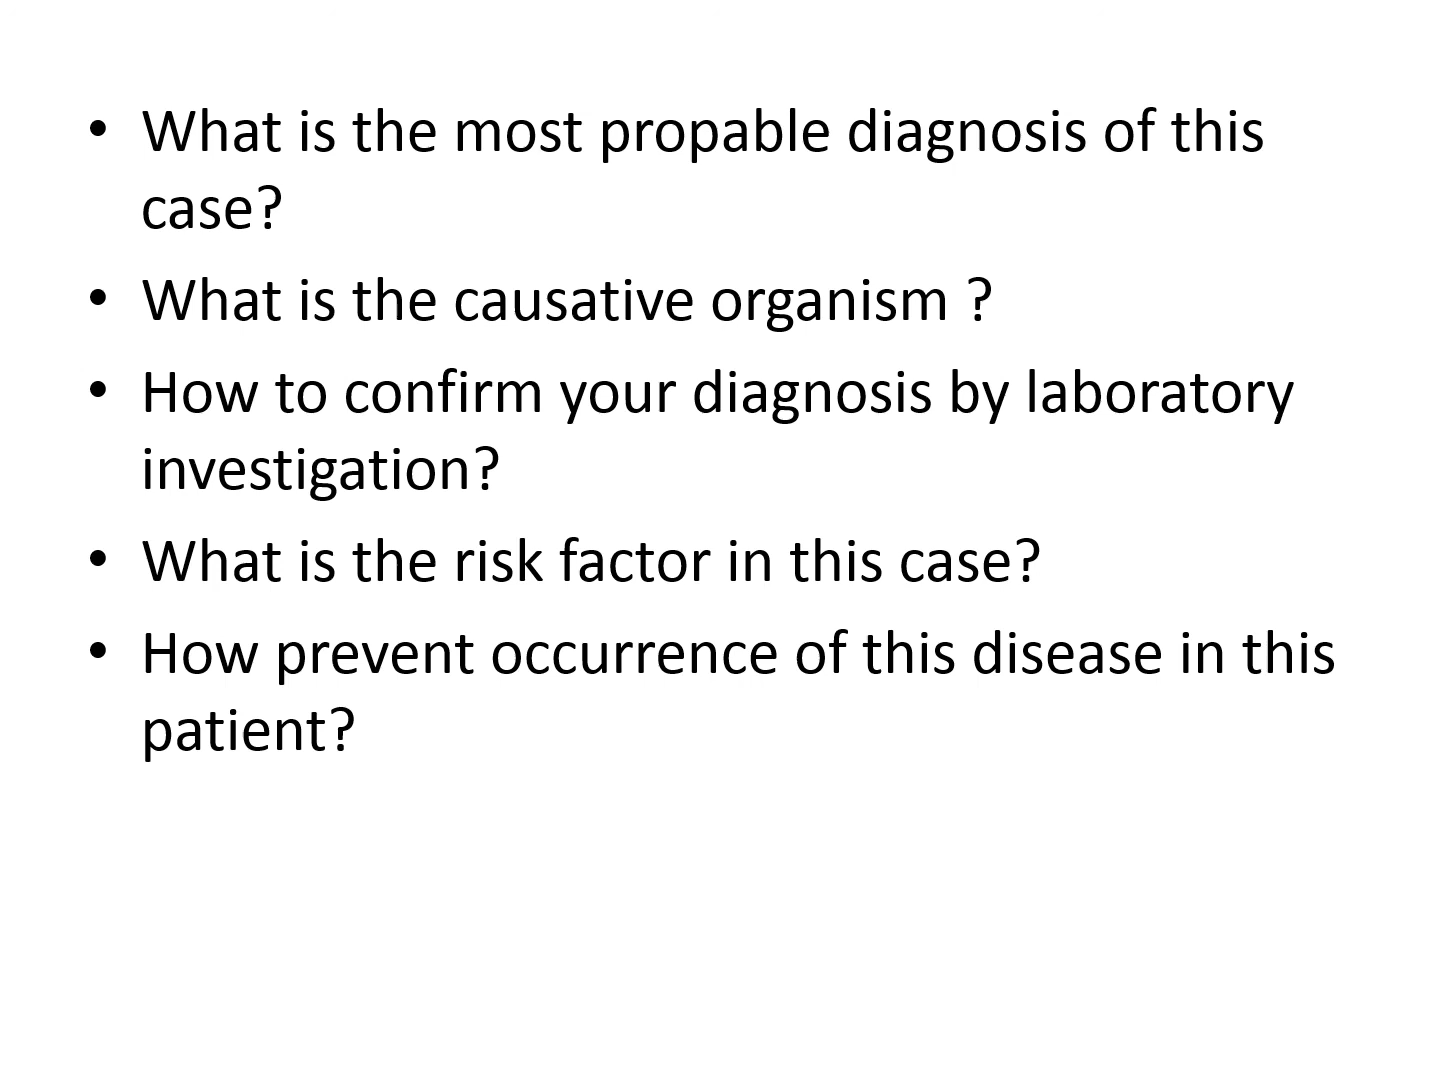 • What is the most propable diagnosis of this
case?
• What is the causative organism ?
• How to confirm your diagnosis by laboratory
investigation?
• What is the risk factor in this case?
• How prevent occurrence of this disease in this
patient?